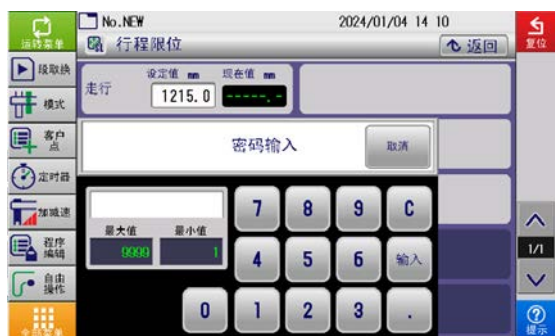 No.NEW 2024/01/04 14 10
运转菜单 行程限位 返回 复位
段取换
设定值 mm 现在值 mm
走行 1215.0 -----.-
模式
客户点
密码输入 取消
定时器
加减速
7 8 9 C
最大值 最小值
9999 1
程序编辑
4 5 6 输入
1/1
自由操作
0 1 2 3 .
全部菜单 提示